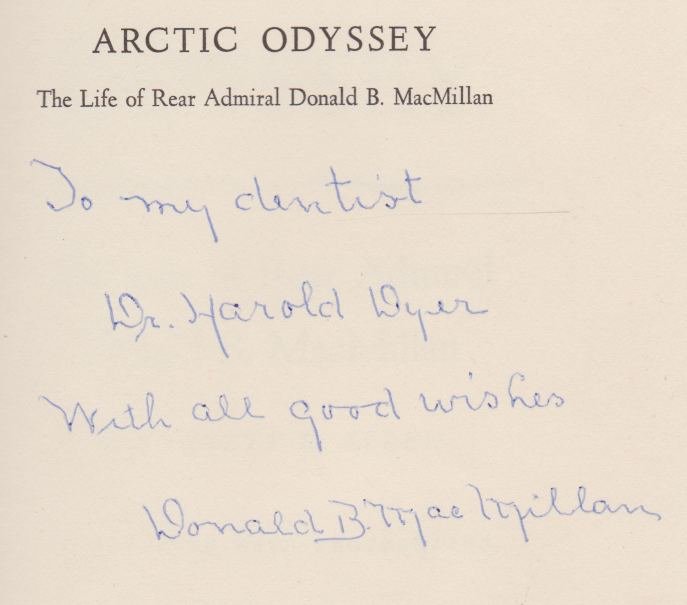 ARCTIC ODYSSEY
The Life of Rear Admiral Donald B. MacMillan
To my dentist
Dr. Harold Dyer
With all good wishes
Donald B. MacMillan